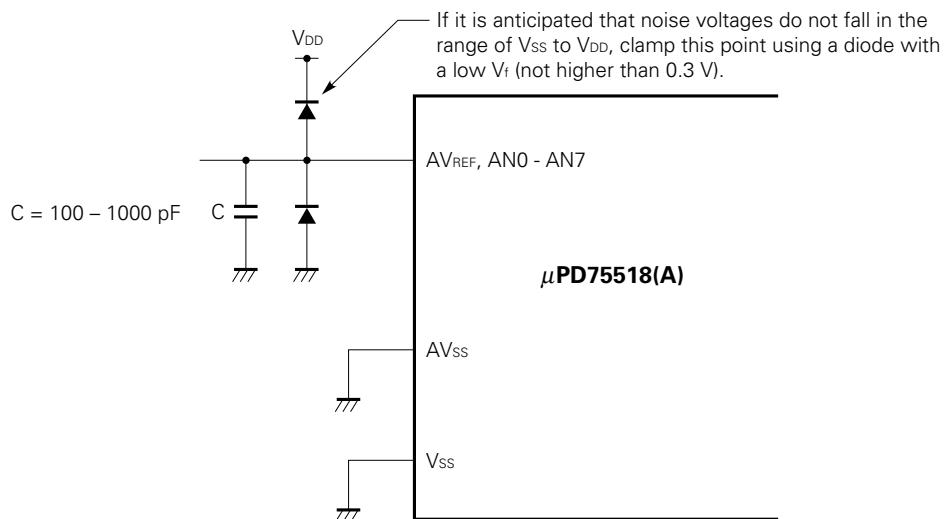 If it is anticipated that noise voltages do not fall in the
range of VSS to VDD, clamp this point using a diode with
a low Vf (not higher than 0.3 V).
VDD
AVREF, AN0 - AN7
C = 100 – 1000 pF
C
μPD75518(A)
AVSS
VSS